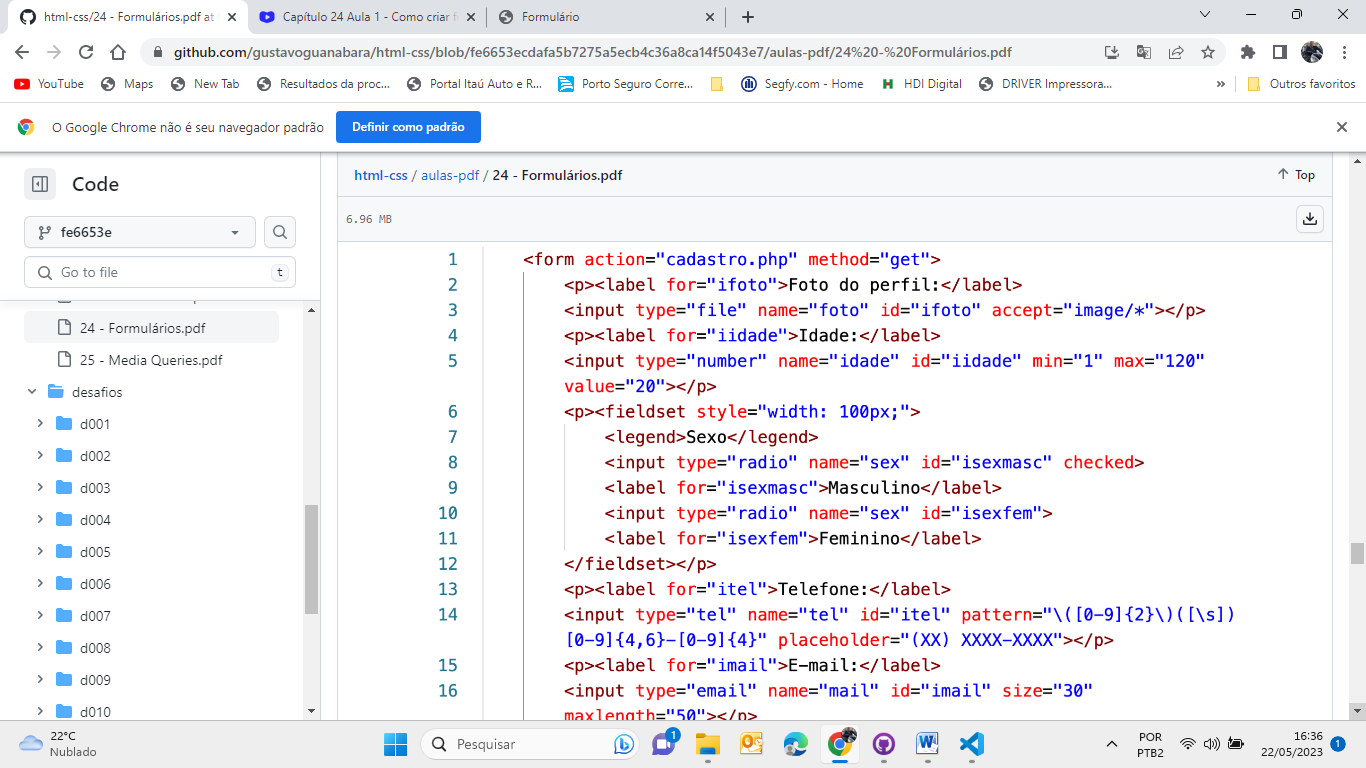 html-css/24 - Formulários.pdf at
Capítulo 24 Aula 1 - Como criar f
Formulário
github.com/gustavoguanabara/html-css/blob/fe6653ecdafa5b7275a5ecb4c36a8ca14f5043e7/aulas-pdf/24%20-%20Formulários.pdf
YouTube Maps New Tab Resultados da proc... Portal Itaú Auto e R... Porto Seguro Corre... Segfy.com - Home HDI Digital DRIVER Impressora... » Outros favoritos
O Google Chrome não é seu navegador padrão Definir como padrão
Code
fe6653e
Go to file t
24 - Formulários.pdf
25 - Media Queries.pdf
desafios
d001
d002
d003
d004
d005
d006
d007
d008
d009
d010
html-css / aulas-pdf / 24 - Formulários.pdf Top
6.96 MB
1 <form action="cadastro.php" method="get">
2 <p><label for="ifoto">Foto do perfil:</label>
3 <input type="file" name="foto" id="ifoto" accept="image/*"></p>
4 <p><label for="iidade">Idade:</label>
5 <input type="number" name="idade" id="iidade" min="1" max="120"
value="20"></p>
6 <p><fieldset style="width: 100px;">
7 <legend>Sexo</legend>
8 <input type="radio" name="sex" id="isexmasc" checked>
9 <label for="isexmasc">Masculino</label>
10 <input type="radio" name="sex" id="isexfem">
11 <label for="isexfem">Feminino</label>
12 </fieldset></p>
13 <p><label for="itel">Telefone:</label>
14 <input type="tel" name="tel" id="itel" pattern="\([0-9]{2}\)([\s])
[0-9]{4,6}-[0-9]{4}" placeholder="(XX) XXXX-XXXX"></p>
15 <p><label for="imail">E-mail:</label>
16 <input type="email" name="mail" id="imail" size="30"
maxlength="50"></p>
22°C
Nublado
Pesquisar
1
POR
PTB2
16:36
22/05/2023
1